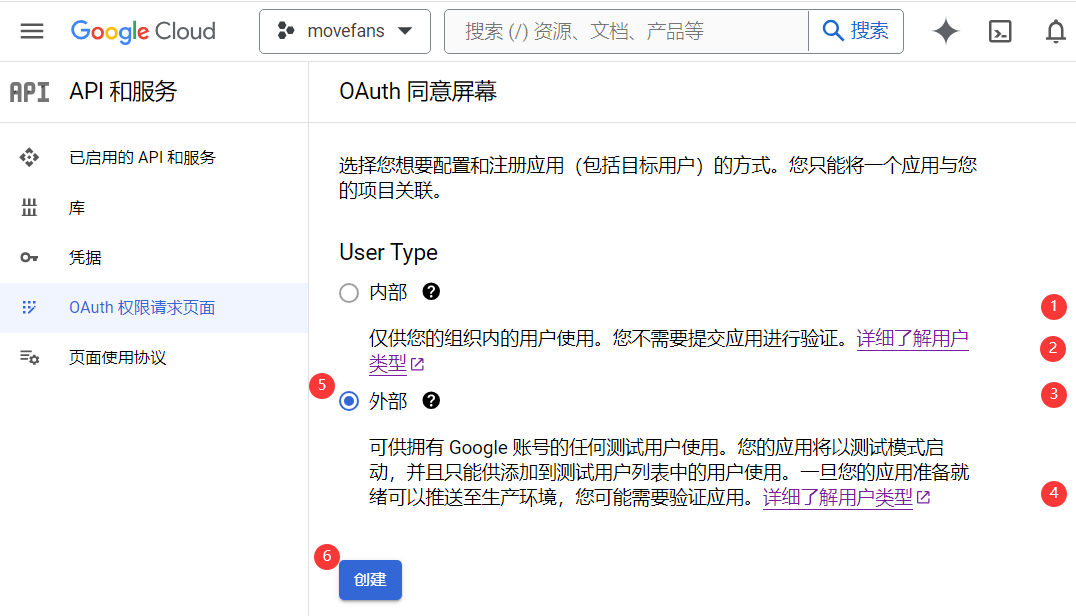 Google Cloud
movefans
搜索 (/) 资源、文档、产品等
搜索
API
API 和服务
OAuth 同意屏幕
已启用的 API 和服务
库
凭据
OAuth 权限请求页面
页面使用协议
选择您想要配置和注册应用（包括目标用户）的方式。您只能将一个应用与您
的项目关联。
User Type
内部
1
仅供您的组织内的用户使用。您不需要提交应用进行验证。详细了解用户
类型
2
5
外部
3
可供拥有 Google 账号的任何测试用户使用。您的应用将以测试模式启
动，并且只能供添加到测试用户列表中的用户使用。一旦您的应用准备就
绪可以推送至生产环境，您可能需要验证应用。详细了解用户类型
4
6
创建